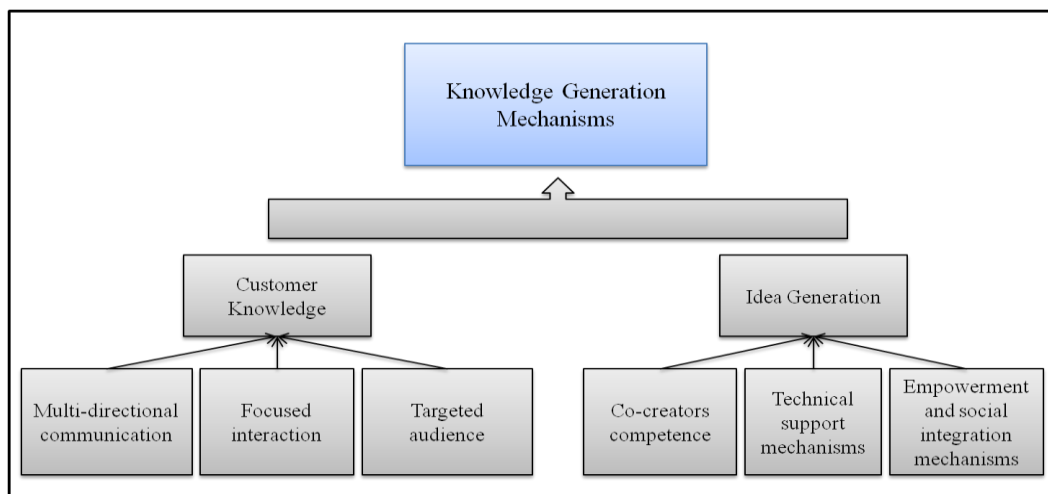 Knowledge Generation
Mechanisms
Customer
Knowledge
Idea Generation
Multi-directional
communication
Focused
interaction
Targeted
audience
Co-creators
competence
Technical
support
mechanisms
Empowerment
and social
integration
mechanisms